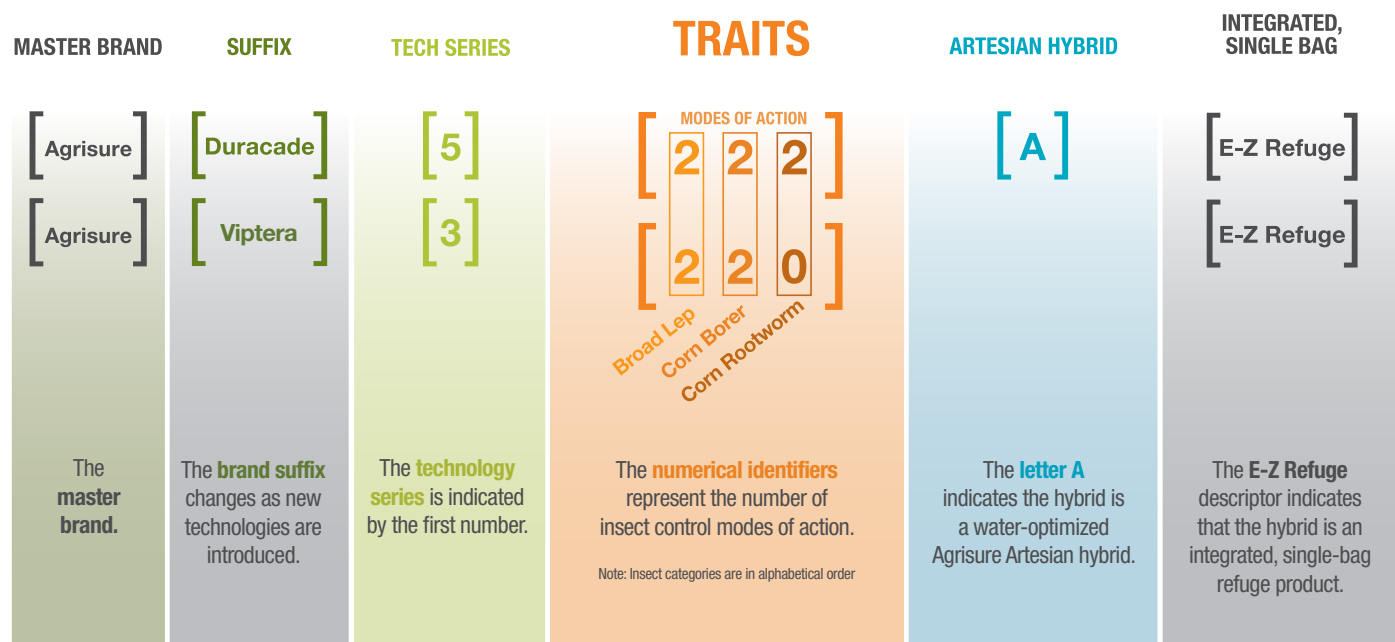 MASTER BRAND
SUFFIX
TECH SERIES
TRAITS
ARTESIAN HYBRID
INTEGRATED,
SINGLE BAG
Agrisure
Duracade
5
MODES OF ACTION
2 2 2
A
E-Z Refuge
Agrisure
Viptera
3
2 2 0
E-Z Refuge
Broad Lep
Corn Borer
Corn Rootworm
The
master
brand.
The brand suffix
changes as new
technologies are
introduced.
The technology
series is indicated
by the first number.
The numerical identifiers
represent the number of
insect control modes of action.
Note: Insect categories are in alphabetical order
The letter A
indicates the hybrid is
a water-optimized
Agrisure Artesian hybrid.
The E-Z Refuge
descriptor indicates
that the hybrid is an
integrated, single-bag
refuge product.